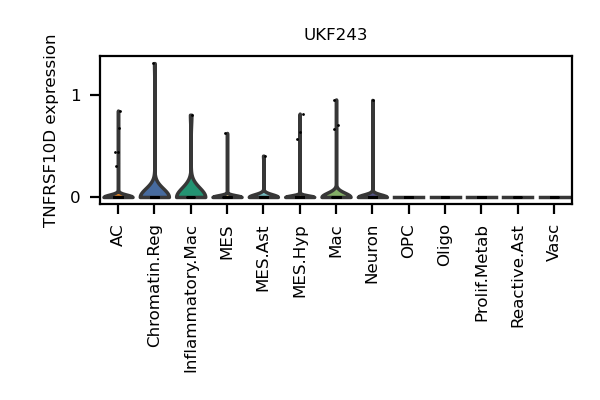 UKF243
TNFRSF10D expression
1
0
AC
Chromatin.Reg
Inflammatory.Mac
MES
MES.Ast
MES.Hyp
Mac
Neuron
OPC
Oligo
Prolif.Metab
Reactive.Ast
Vasc